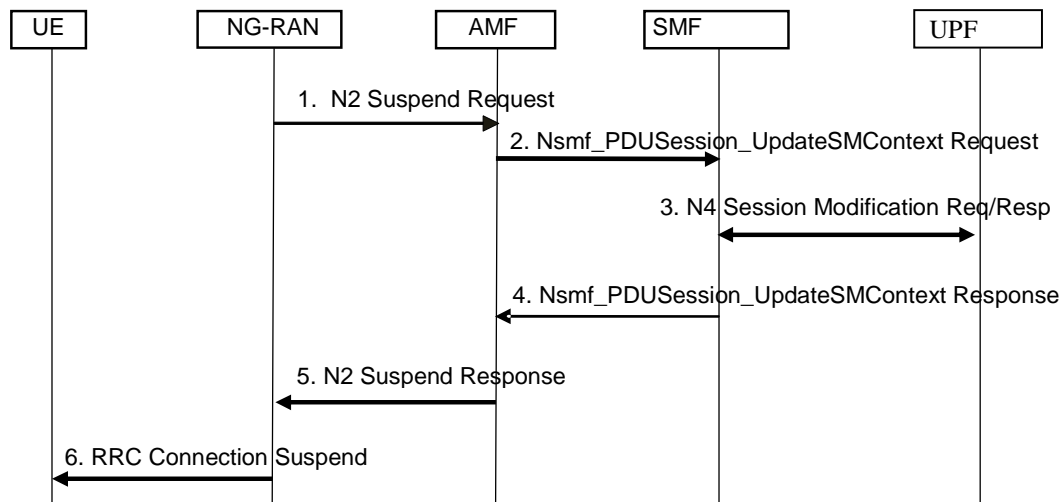 UE
NG-RAN
AMF
SMF
UPF
1. N2 Suspend Request
2. Nsmf_PDUSession_UpdateSMContext Request
3. N4 Session Modification Req/Resp
4. Nsmf_PDUSession_UpdateSMContext Response
5. N2 Suspend Response
6. RRC Connection Suspend